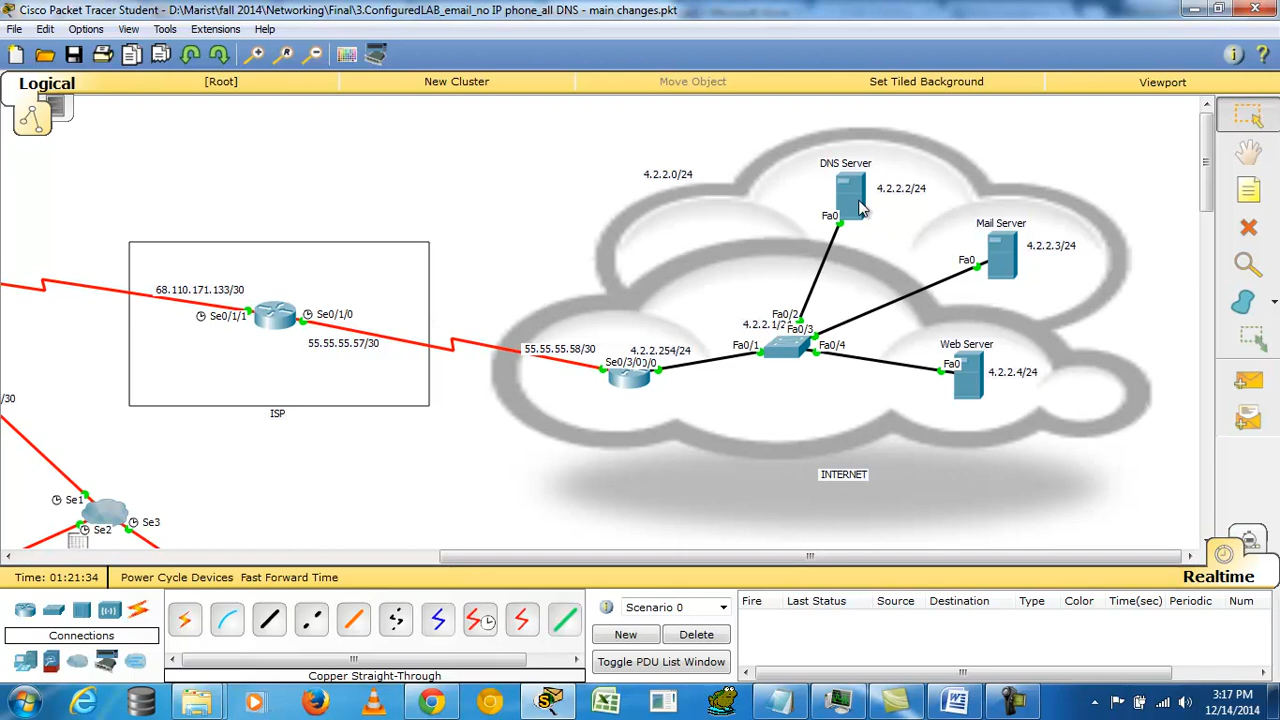 Cisco Packet Tracer Student - D:\Marist\fall 2014\Networking\Final\3.ConfiguredLAB_email_no IP phone_all DNS - main changes.pkt
File Edit Options View Tools Extensions Help
Logical [Root] New Cluster Move Object Set Tiled Background Viewport
DNS Server
4.2.2.0/24
4.2.2.2/24
Fa0
Mail Server
4.2.2.3/24
Fa0
68.110.171.133/30
Se0/1/1
Se0/1/0
55.55.55.57/30
ISP
Fa0/2
4.2.2.1/2
Fa0/3
Fa0/1
Fa0/4
55.55.55.58/30
4.2.2.254/24
Se0/3/0
0/0
Web Server
Fa0
4.2.2.4/24
/30
INTERNET
Se1
Se2
Se3
Time: 01:21:34 Power Cycle Devices Fast Forward Time
Realtime
Scenario 0
Fire Last Status Source Destination Type Color Time(sec) Periodic Num
Connections
New Delete
Toggle PDU List Window
Copper Straight-Through
3:17 PM
12/14/2014